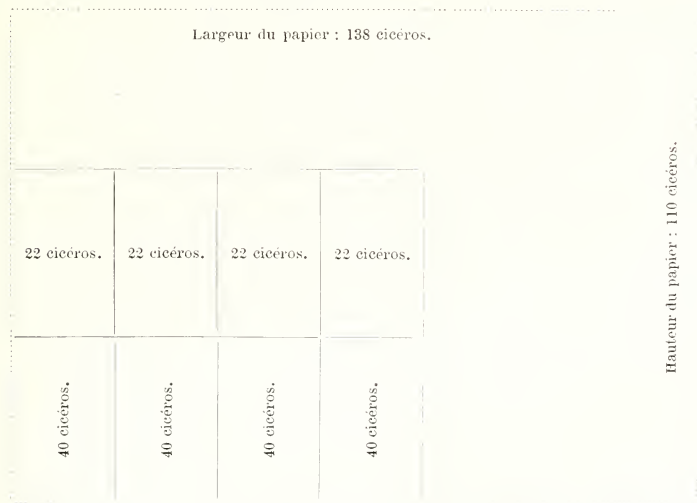 Largeur du papier : 138 cicéros.
Hauteur du papier : 110 cicéros.
22 cicéros. 22 cicéros. 22 cicéros. 22 cicéros.
40 cicéros. 40 cicéros. 40 cicéros. 40 cicéros.